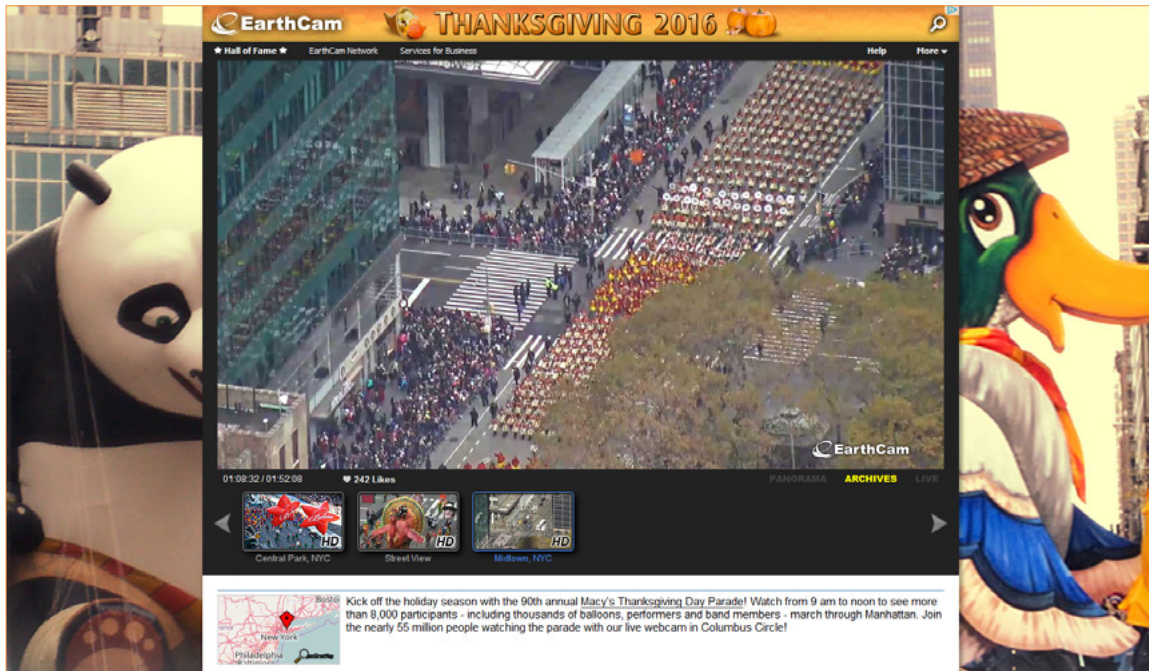 EarthCam
THANKSGIVING 2016
★ Hall of Fame ★ EarthCam Network Services for Business Help More
EarthCam
01:08:32 / 01:52:08 242 Likes PANORAMA ARCHIVES LIVE
HD HD HD
Central Park, NYC Street View Midtown, NYC
Kick off the holiday season with the 90th annual Macy's Thanksgiving Day Parade! Watch from 9 am to noon to see more
than 8,000 participants - including thousands of balloons, performers and band members - march through Manhattan. Join
the nearly 55 million people watching the parade with our live webcam in Columbus Circle!
New York
Philadelphia